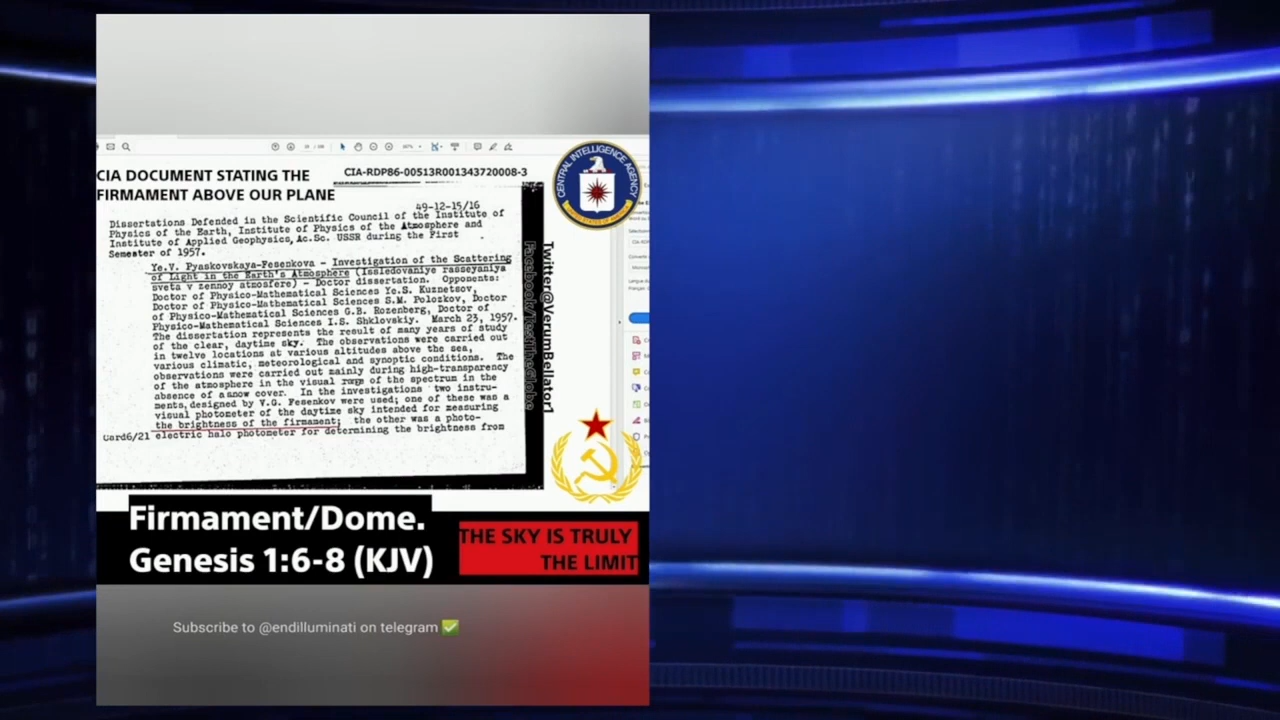 CIA DOCUMENT STATING THE
FIRMAMENT ABOVE OUR PLANE
CIA-RDP86-00513R001343720008-3
CENTRAL INTELLIGENCE AGENCY
49-12-15/16
Dissertations Defended in the Scientific Council of the Institute of
Physics of the Earth, Institute of Physics of the Atmosphere and
Institute of Applied Geophysics, Ac.Sc. USSR during the First
Semester of 1957.
Ye.V. Pyaskovskaya-Fesenkova - Investigation of the Scattering
of Light in the Earth's Atmosphere (Issledovaniye rasseyaniya
sveta v zemnoy atmosfere) - Doctor dissertation. Opponents:
Doctor of Physico-Mathematical Sciences Ye.S. Kuznetsov,
Doctor of Physico-Mathematical Sciences S.M. Polozkov, Doctor
of Physico-Mathematical Sciences G.B. Rozenberg, Doctor of
Physico-Mathematical Sciences I.S. Shklovskiy. March 23, 1957.
The dissertation represents the result of many years of study
of the clear, daytime sky. The observations were carried out
in twelve locations at various altitudes above the sea,
various climatic, meteorological and synoptic conditions. The
observations were carried out mainly during high-transparency
of the atmosphere in the visual range of the spectrum in the
absence of a snow cover. In the investigations two instru-
ments, designed by V.G. Fesenkov were used; one of these was a
visual photometer of the daytime sky intended for measuring
the brightness of the firmament; the other was a photo-
Card6/21 electric halo photometer for determining the brightness from
Twitter@VerumBellator1
Facebook/TestTheGlobe
Firmament/Dome.
Genesis 1:6-8 (KJV)
THE SKY IS TRULY
THE LIMIT
Subscribe to @endilluminati on telegram ✅